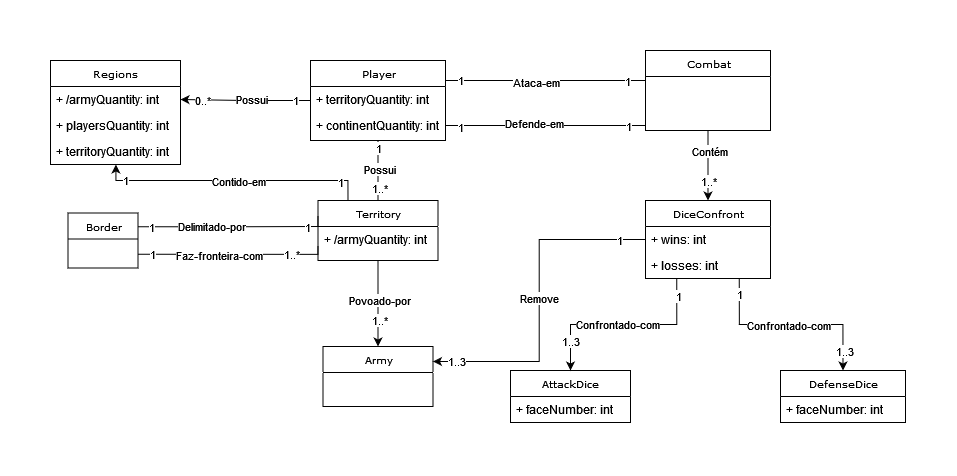 Regions
+ /armyQuantity: int
+ playersQuantity: int
+ territoryQuantity: int
Player
+ territoryQuantity: int
+ continentQuantity: int
Combat
0..*
Possui
1
1
Ataca-em
1
1
Defende-em
1
1
Possui
1..*
Contém
1..*
1
Contido-em
1
Border
1
Delimitado-por
1
1
Faz-fronteira-com
1..*
Territory
+ /armyQuantity: int
DiceConfront
+ wins: int
+ losses: int
Povoado-por
1..*
1
Remove
1..3
1
Confrontado-com
1..3
1
Confrontado-com
1..3
Army
AttackDice
+ faceNumber: int
DefenseDice
+ faceNumber: int